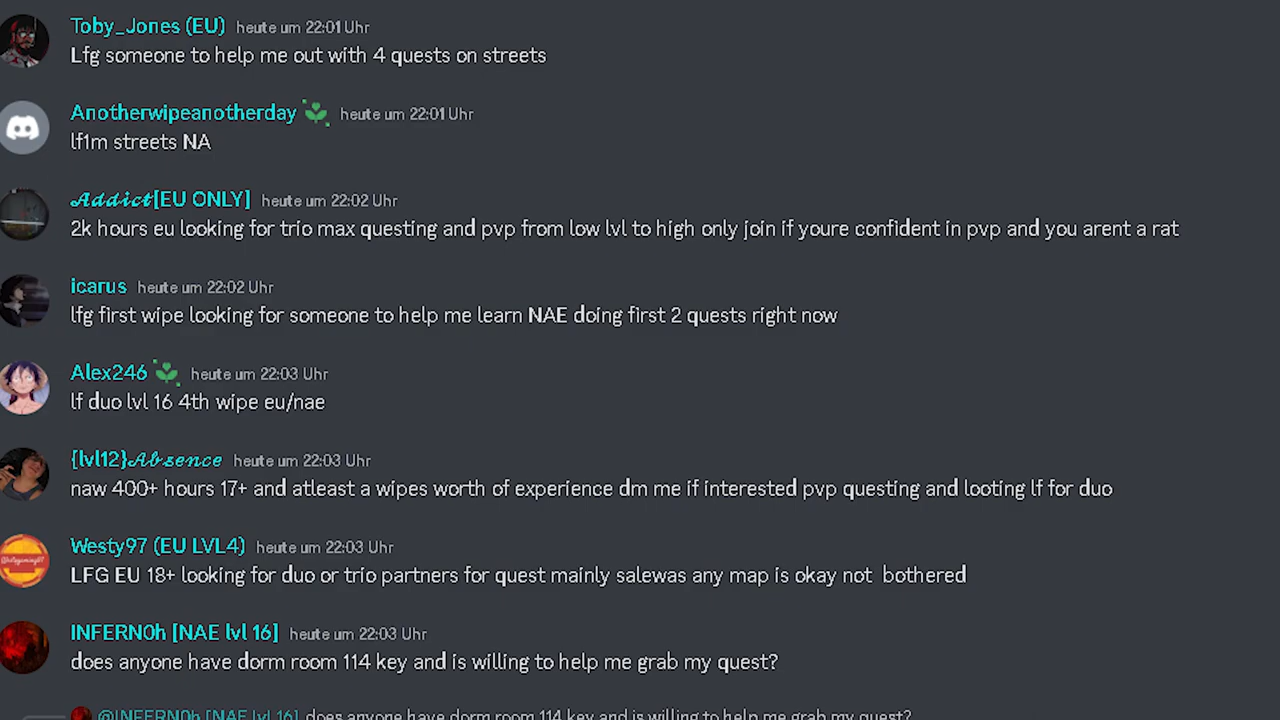 Toby_Jones (EU) heute um 22:01 Uhr
Lfg someone to help me out with 4 quests on streets
Anotherwipeanotherday heute um 22:01 Uhr
lf1m streets NA
𝓐𝓭𝓭𝓲𝓬𝓽[EU ONLY] heute um 22:02 Uhr
2k hours eu looking for trio max questing and pvp from low lvl to high only join if youre confident in pvp and you arent a rat
icarus heute um 22:02 Uhr
lfg first wipe looking for someone to help me learn NAE doing first 2 quests right now
Alex246 heute um 22:03 Uhr
lf duo lvl 16 4th wipe eu/nae
{lvl12}𝓐𝓫𝓼𝓮𝓷𝓬𝓮 heute um 22:03 Uhr
naw 400+ hours 17+ and atleast a wipes worth of experience dm me if interested pvp questing and looting lf for duo
Westy97 (EU LVL4) heute um 22:03 Uhr
LFG EU 18+ looking for duo or trio partners for quest mainly salewas any map is okay not  bothered
INFERN0h [NAE lvl 16] heute um 22:03 Uhr
does anyone have dorm room 114 key and is willing to help me grab my quest?
@INFERN0h [NAE lvl 16] does anyone have dorm room 114 key and is willing to help me grab my quest?